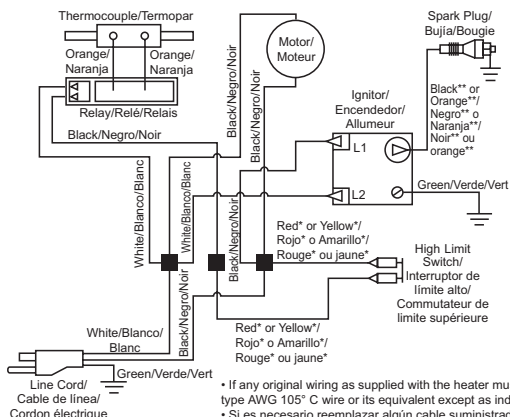 Thermocouple/Termopar
Orange/
Naranja
Orange/
Naranja
Relay/Relé/Relais
Black/Negro/Noir
Black/Negro/Noir
Motor/
Moteur
Black/Negro/Noir
Spark Plug/
Bujía/Bougie
Black** or
Orange**/
Negro** o
Naranja**/
Noir** ou
orange**
Ignitor/
Encendedor/
Allumeur
L1
L2
Green/Verde/Vert
White/Blanco/Blanc
White/Blanco/Blanc
Black/Negro/Noir
Red* or Yellow*/
Rojo* o Amarillo*/
Rouge* ou jaune*
High Limit
Switch/
Interruptor de
límite alto/
Commutateur de
limite supérieure
Black/Negro/Noir
White/Blanco/
Blanc
Red* or Yellow*/
Rojo* o Amarillo*/
Rouge* ou jaune*
Green/Verde/Vert
Line Cord/
Cable de línea/
Cordon électrique
• If any original wiring as supplied with the heater mu
type AWG 105° C wire or its equivalent except as ind
• Si es necesario reemplazar algún cable suministrad